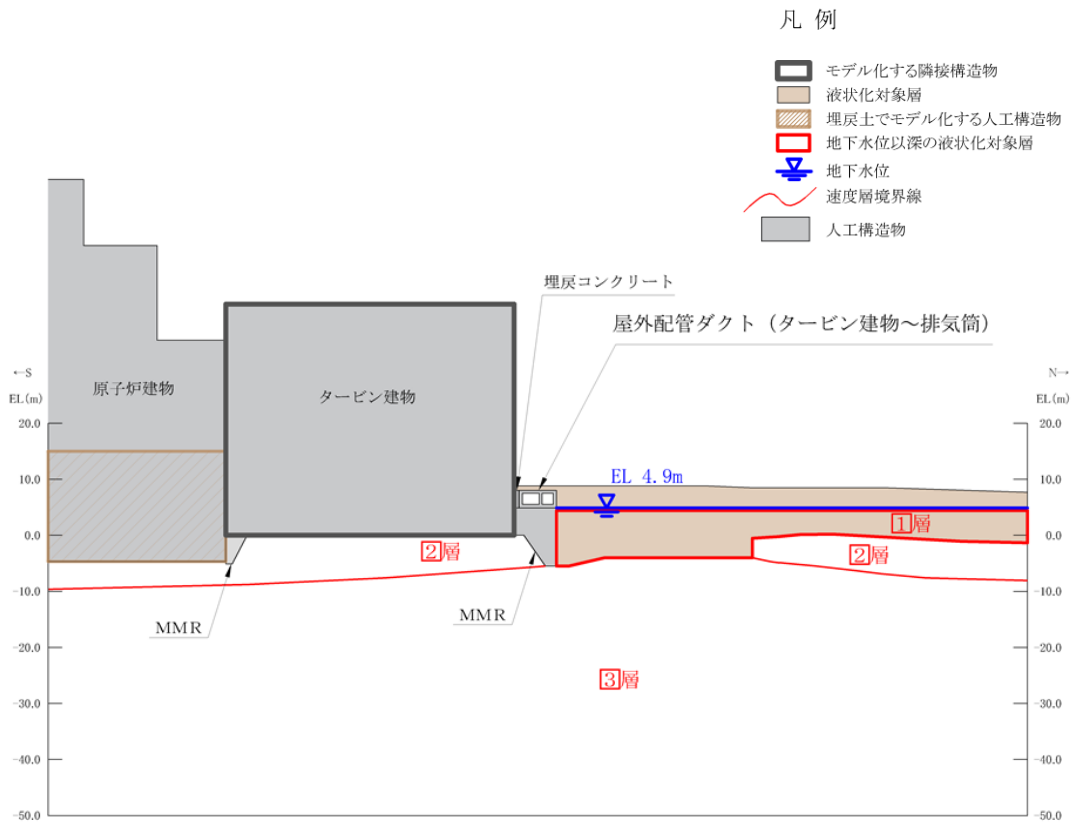 凡 例
モデル化する隣接構造物
液状化対象層
埋戻土でモデル化する人工構造物
地下水位以深の液状化対象層
地下水位
速度層境界線
人工構造物
埋戻コンクリート
屋外配管ダクト（タービン建物～排気筒）
←S
EL(m)
N→
EL(m)
原子炉建物
タービン建物
20.0
10.0
0.0
-10.0
-20.0
-30.0
-40.0
-50.0
EL 4.9m
1層
2層
2層
3層
MMR
MMR
20.0
10.0
0.0
-10.0
-20.0
-30.0
-40.0
-50.0